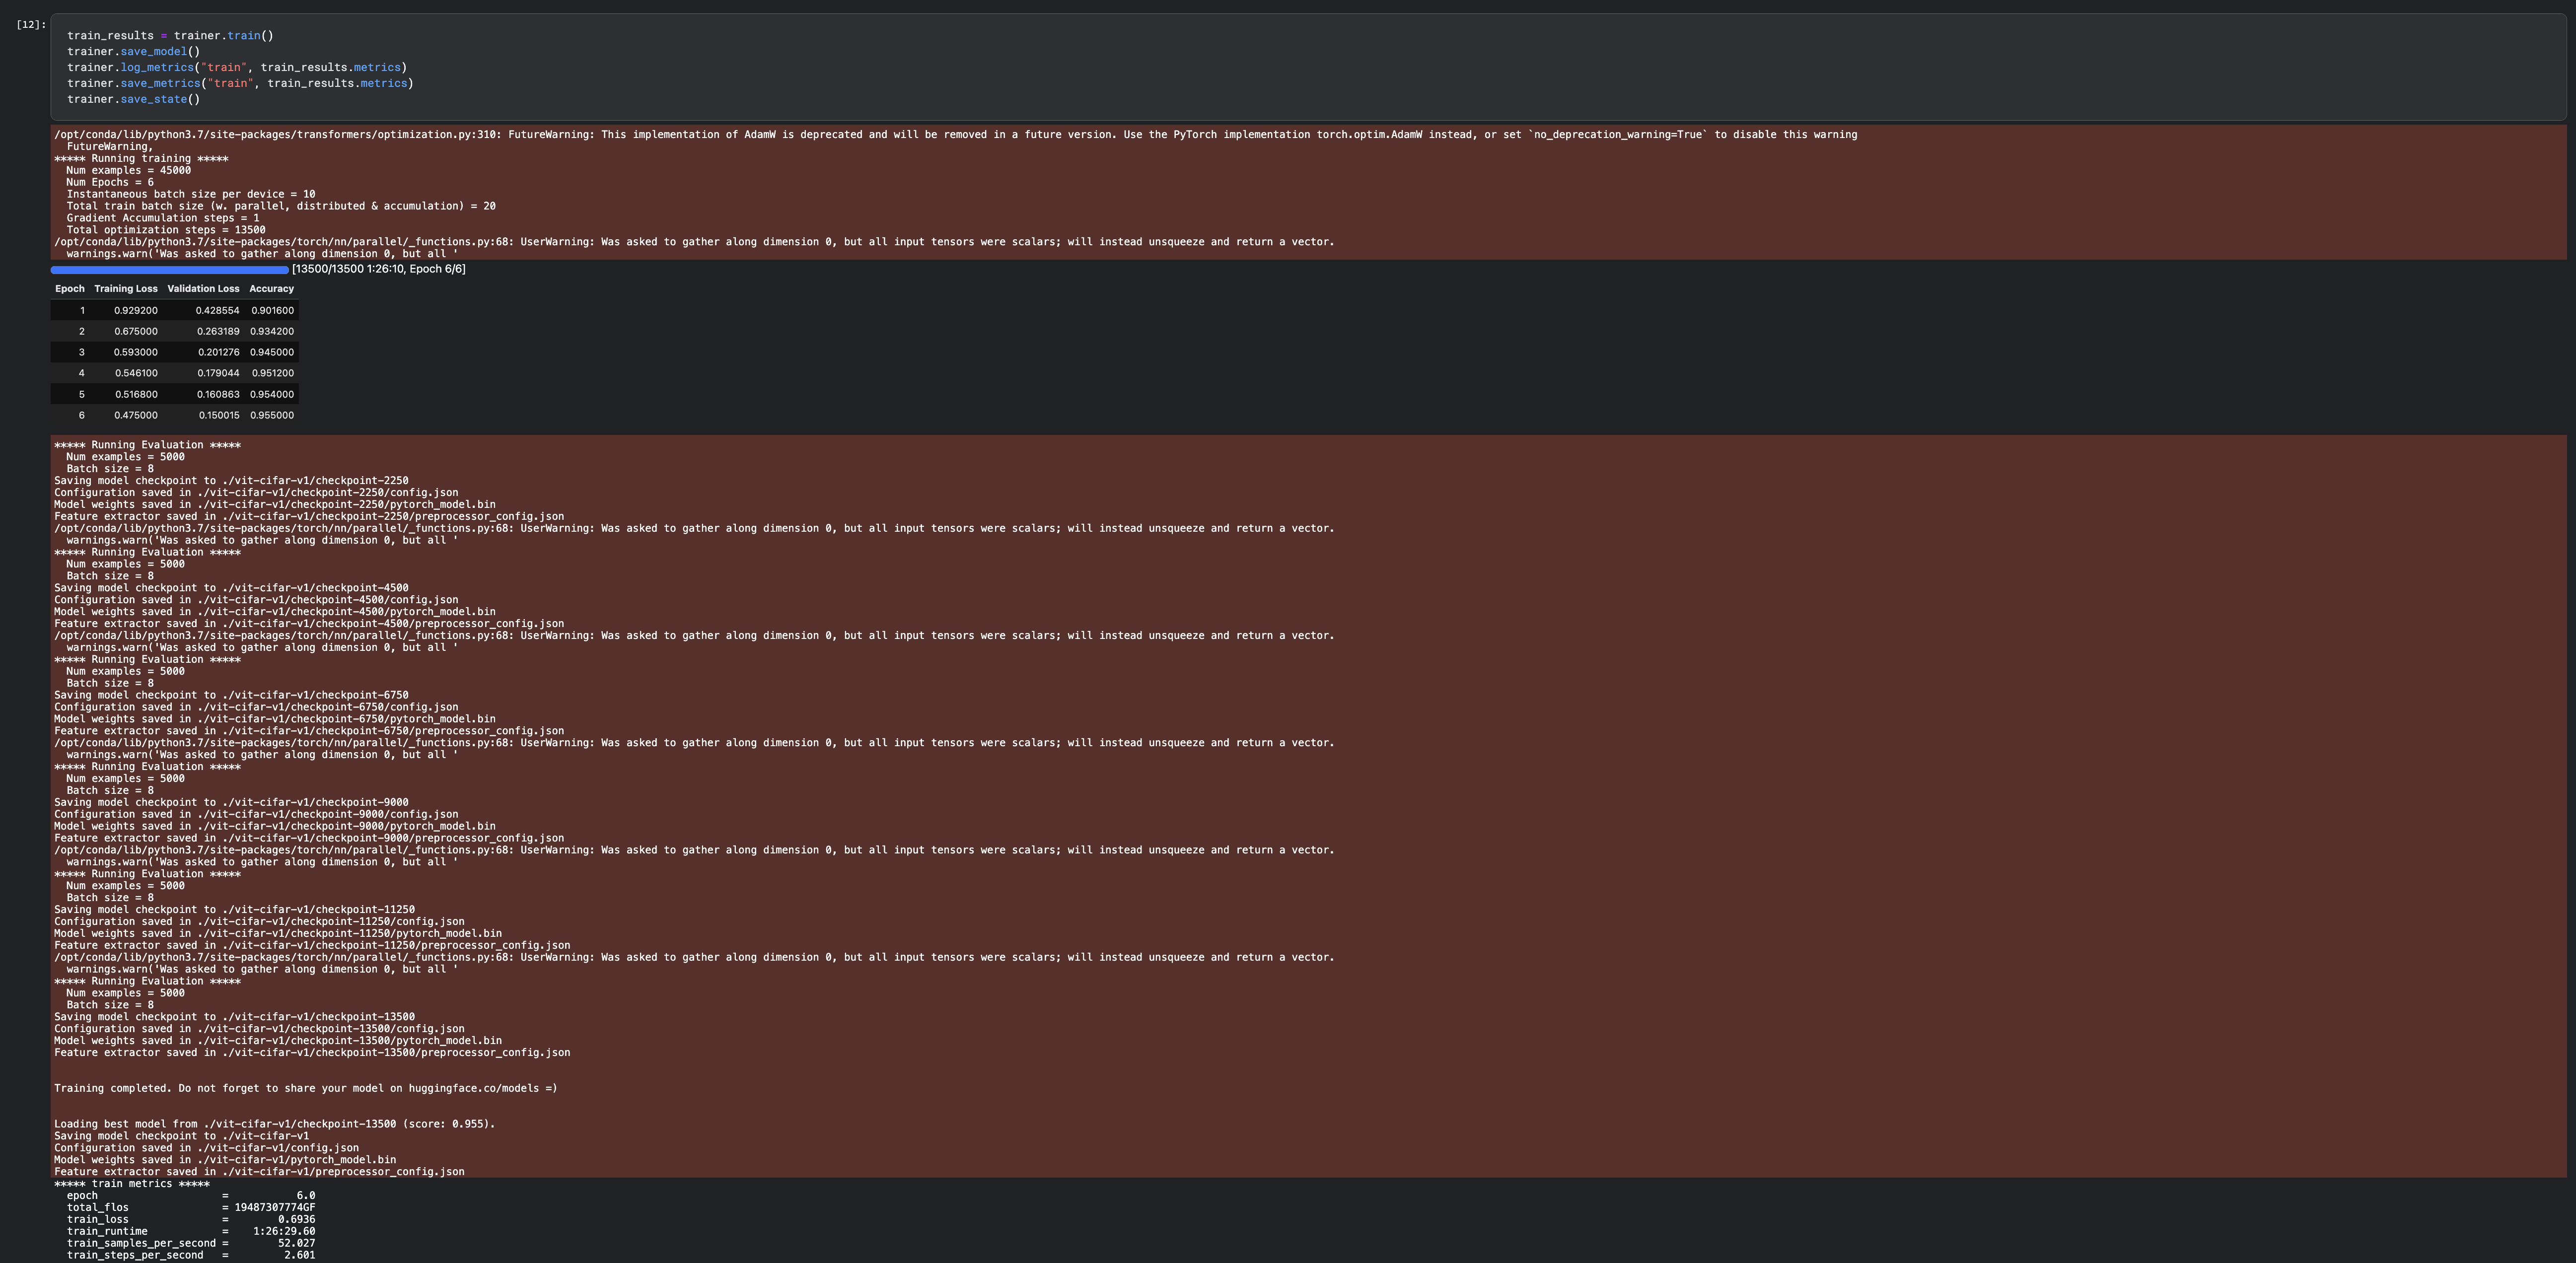 [12]:
train_results = trainer.train()
trainer.save_model()
trainer.log_metrics("train", train_results.metrics)
trainer.save_metrics("train", train_results.metrics)
trainer.save_state()
/opt/conda/lib/python3.7/site-packages/transformers/optimization.py:310: FutureWarning: This implementation of AdamW is deprecated and will be removed in a future version. Use the PyTorch implementation torch.optim.AdamW instead, or set `no_deprecation_warning=True` to disable this warning
  FutureWarning,
***** Running training *****
  Num examples = 45000
  Num Epochs = 6
  Instantaneous batch size per device = 10
  Total train batch size (w. parallel, distributed & accumulation) = 20
  Gradient Accumulation steps = 1
  Total optimization steps = 13500
/opt/conda/lib/python3.7/site-packages/torch/nn/parallel/_functions.py:68: UserWarning: Was asked to gather along dimension 0, but all input tensors were scalars; will instead unsqueeze and return a vector.
  warnings.warn('Was asked to gather along dimension 0, but all '
[13500/13500 1:26:10, Epoch 6/6]
Epoch Training Loss Validation Loss Accuracy
1 0.929200 0.428554 0.901600
2 0.675000 0.263189 0.934200
3 0.593000 0.201276 0.945000
4 0.546100 0.179044 0.951200
5 0.516800 0.160863 0.954000
6 0.475000 0.150015 0.955000
***** Running Evaluation *****
  Num examples = 5000
  Batch size = 8
Saving model checkpoint to ./vit-cifar-v1/checkpoint-2250
Configuration saved in ./vit-cifar-v1/checkpoint-2250/config.json
Model weights saved in ./vit-cifar-v1/checkpoint-2250/pytorch_model.bin
Feature extractor saved in ./vit-cifar-v1/checkpoint-2250/preprocessor_config.json
/opt/conda/lib/python3.7/site-packages/torch/nn/parallel/_functions.py:68: UserWarning: Was asked to gather along dimension 0, but all input tensors were scalars; will instead unsqueeze and return a vector.
  warnings.warn('Was asked to gather along dimension 0, but all '
***** Running Evaluation *****
  Num examples = 5000
  Batch size = 8
Saving model checkpoint to ./vit-cifar-v1/checkpoint-4500
Configuration saved in ./vit-cifar-v1/checkpoint-4500/config.json
Model weights saved in ./vit-cifar-v1/checkpoint-4500/pytorch_model.bin
Feature extractor saved in ./vit-cifar-v1/checkpoint-4500/preprocessor_config.json
/opt/conda/lib/python3.7/site-packages/torch/nn/parallel/_functions.py:68: UserWarning: Was asked to gather along dimension 0, but all input tensors were scalars; will instead unsqueeze and return a vector.
  warnings.warn('Was asked to gather along dimension 0, but all '
***** Running Evaluation *****
  Num examples = 5000
  Batch size = 8
Saving model checkpoint to ./vit-cifar-v1/checkpoint-6750
Configuration saved in ./vit-cifar-v1/checkpoint-6750/config.json
Model weights saved in ./vit-cifar-v1/checkpoint-6750/pytorch_model.bin
Feature extractor saved in ./vit-cifar-v1/checkpoint-6750/preprocessor_config.json
/opt/conda/lib/python3.7/site-packages/torch/nn/parallel/_functions.py:68: UserWarning: Was asked to gather along dimension 0, but all input tensors were scalars; will instead unsqueeze and return a vector.
  warnings.warn('Was asked to gather along dimension 0, but all '
***** Running Evaluation *****
  Num examples = 5000
  Batch size = 8
Saving model checkpoint to ./vit-cifar-v1/checkpoint-9000
Configuration saved in ./vit-cifar-v1/checkpoint-9000/config.json
Model weights saved in ./vit-cifar-v1/checkpoint-9000/pytorch_model.bin
Feature extractor saved in ./vit-cifar-v1/checkpoint-9000/preprocessor_config.json
/opt/conda/lib/python3.7/site-packages/torch/nn/parallel/_functions.py:68: UserWarning: Was asked to gather along dimension 0, but all input tensors were scalars; will instead unsqueeze and return a vector.
  warnings.warn('Was asked to gather along dimension 0, but all '
***** Running Evaluation *****
  Num examples = 5000
  Batch size = 8
Saving model checkpoint to ./vit-cifar-v1/checkpoint-11250
Configuration saved in ./vit-cifar-v1/checkpoint-11250/config.json
Model weights saved in ./vit-cifar-v1/checkpoint-11250/pytorch_model.bin
Feature extractor saved in ./vit-cifar-v1/checkpoint-11250/preprocessor_config.json
/opt/conda/lib/python3.7/site-packages/torch/nn/parallel/_functions.py:68: UserWarning: Was asked to gather along dimension 0, but all input tensors were scalars; will instead unsqueeze and return a vector.
  warnings.warn('Was asked to gather along dimension 0, but all '
***** Running Evaluation *****
  Num examples = 5000
  Batch size = 8
Saving model checkpoint to ./vit-cifar-v1/checkpoint-13500
Configuration saved in ./vit-cifar-v1/checkpoint-13500/config.json
Model weights saved in ./vit-cifar-v1/checkpoint-13500/pytorch_model.bin
Feature extractor saved in ./vit-cifar-v1/checkpoint-13500/preprocessor_config.json
Training completed. Do not forget to share your model on huggingface.co/models =)
Loading best model from ./vit-cifar-v1/checkpoint-13500 (score: 0.955).
Saving model checkpoint to ./vit-cifar-v1
Configuration saved in ./vit-cifar-v1/config.json
Model weights saved in ./vit-cifar-v1/pytorch_model.bin
Feature extractor saved in ./vit-cifar-v1/preprocessor_config.json
***** train metrics *****
  epoch                    =           6.0
  total_flos               = 19487307774GF
  train_loss               =        0.6936
  train_runtime            =    1:26:29.60
  train_samples_per_second =        52.027
  train_steps_per_second   =         2.601